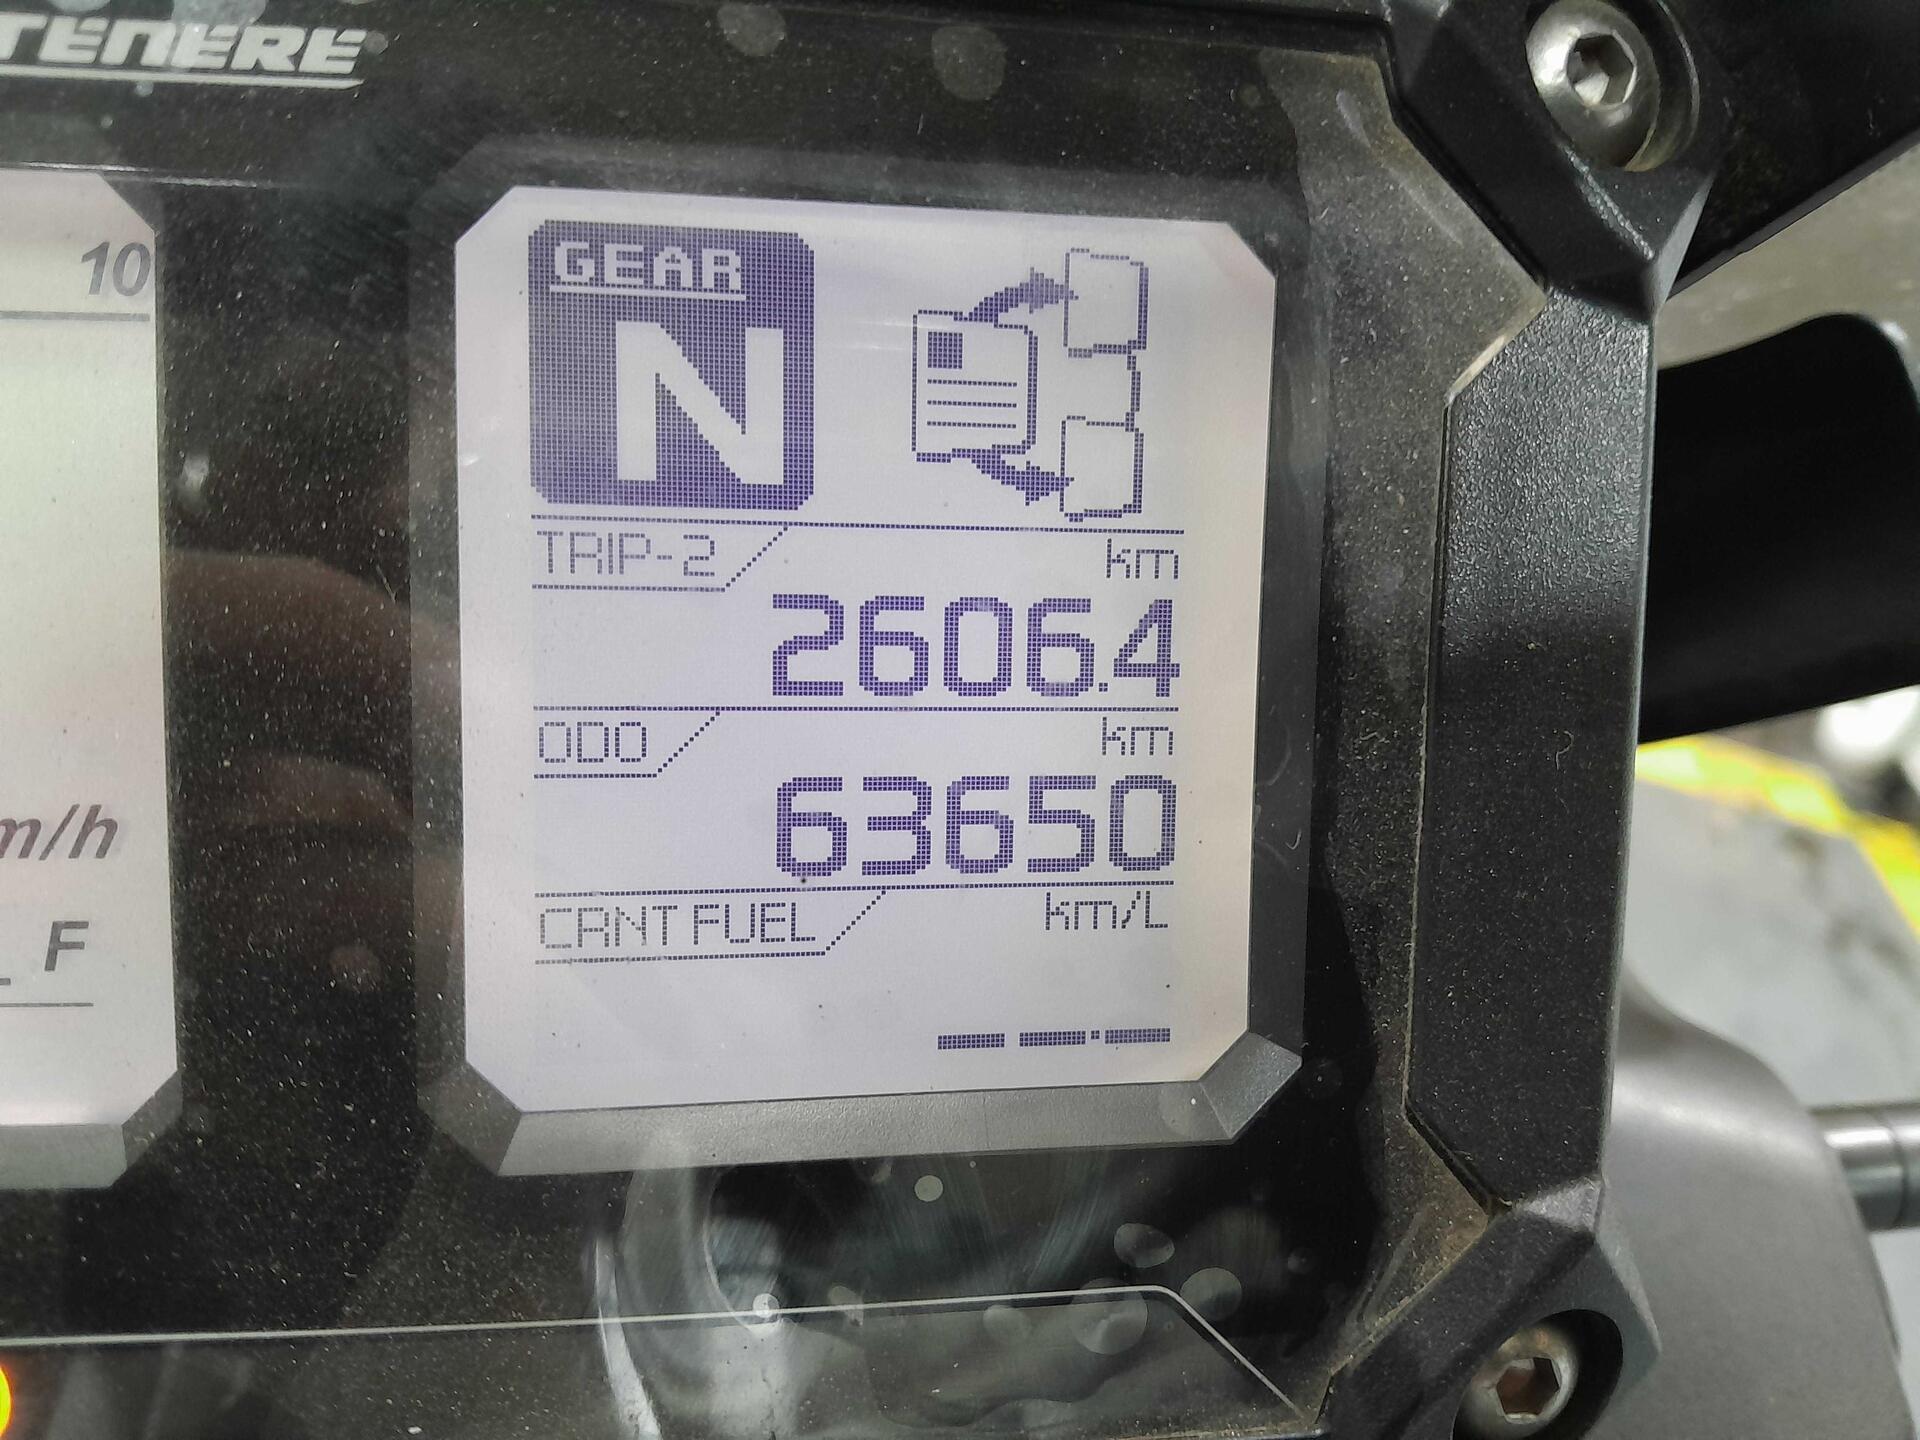 TENERE
10
GEAR
N
TRIP-2 km
2606.4
ODO km
63650
CRNT FUEL km/L
_ _._
m/h
F